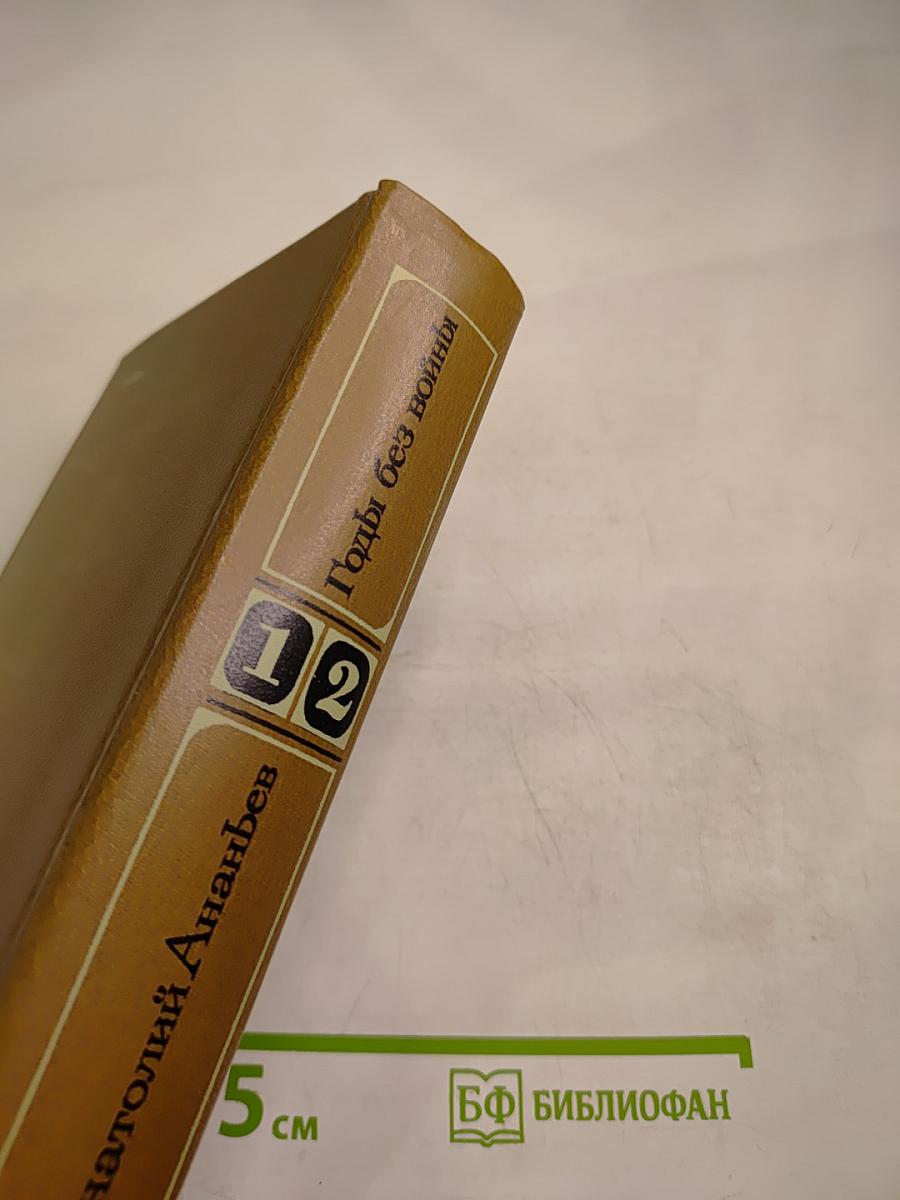 Годы без войны
1 2
натолий Ананьев
5 см
БФ БИБЛИОФАН